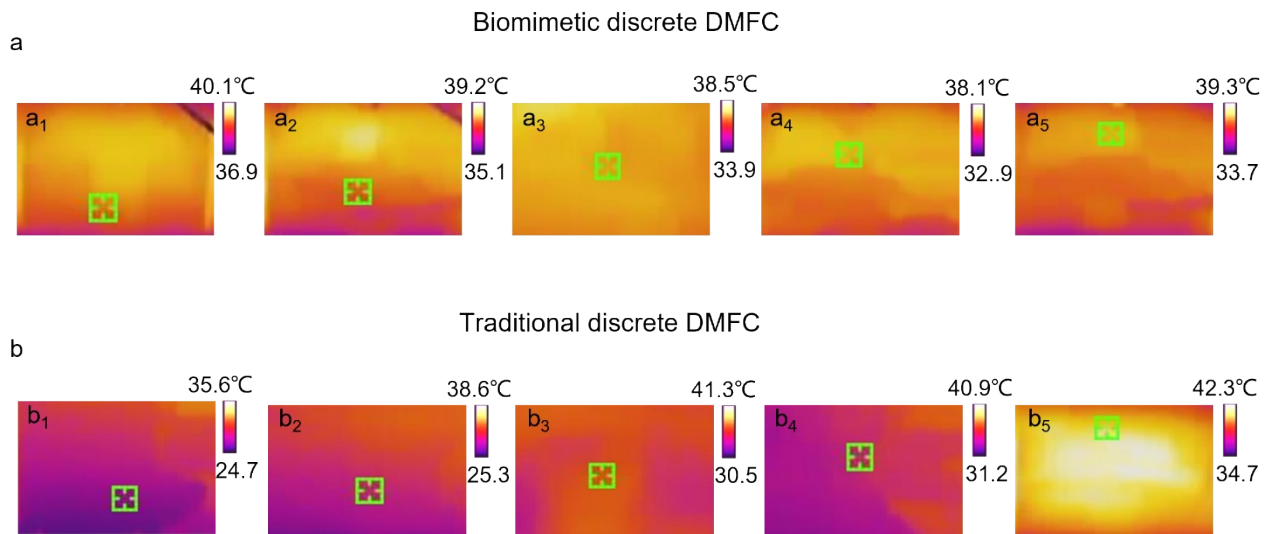 Biomimetic discrete DMFC
a
40.1℃ 39.2℃ 38.5℃ 38.1℃ 39.3℃
a1 a2 a3 a4 a5
36.9 35.1 33.9 32..9 33.7
Traditional discrete DMFC
b
35.6℃ 38.6℃ 41.3℃ 40.9℃ 42.3℃
b1 b2 b3 b4 b5
24.7 25.3 30.5 31.2 34.7